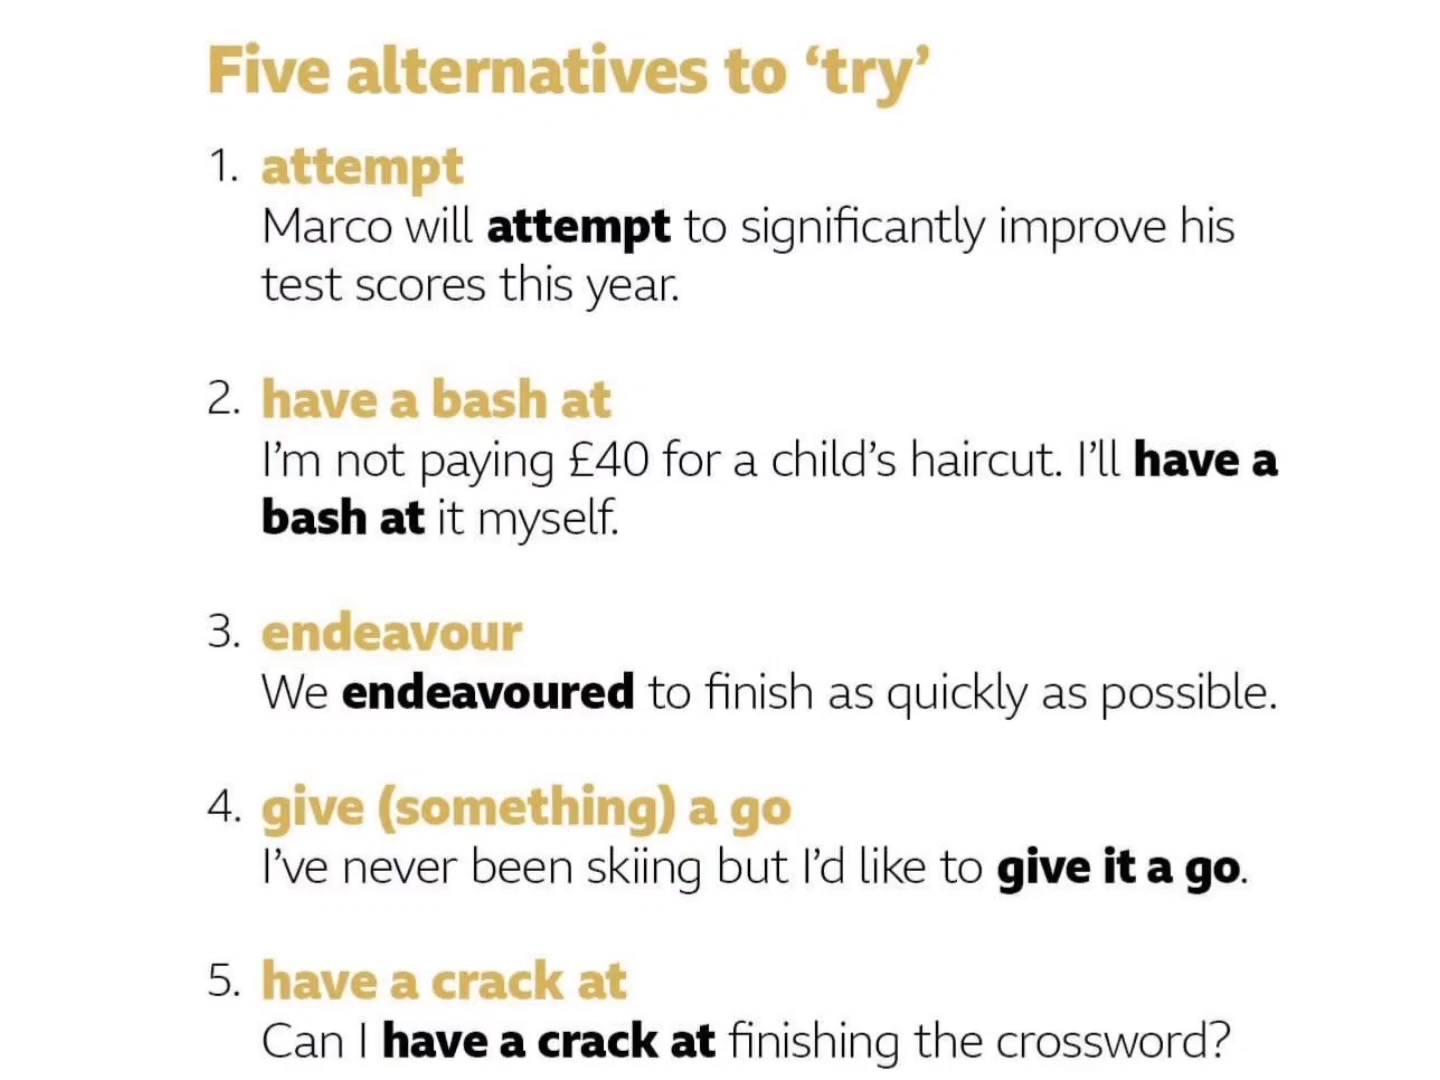 Five alternatives to ‘try’
1. attempt
Marco will attempt to significantly improve his
test scores this year.
2. have a bash at
I’m not paying £40 for a child’s haircut. I’ll have a
bash at it myself.
3. endeavour
We endeavoured to finish as quickly as possible.
4. give (something) a go
I’ve never been skiing but I’d like to give it a go.
5. have a crack at
Can I have a crack at finishing the crossword?